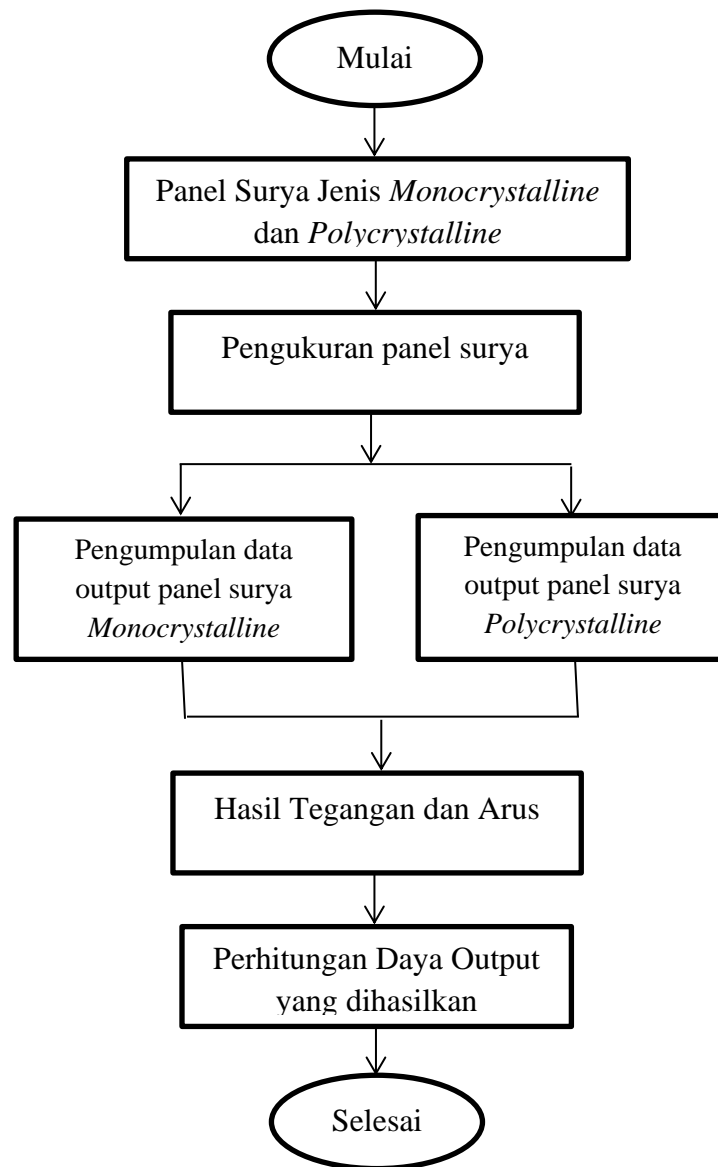 Mulai
Panel Surya Jenis Monocrystalline
dan Polycrystalline
Pengukuran panel surya
Pengumpulan data
output panel surya
Monocrystalline
Pengumpulan data
output panel surya
Polycrystalline
Hasil Tegangan dan Arus
Perhitungan Daya Output
yang dihasilkan
Selesai